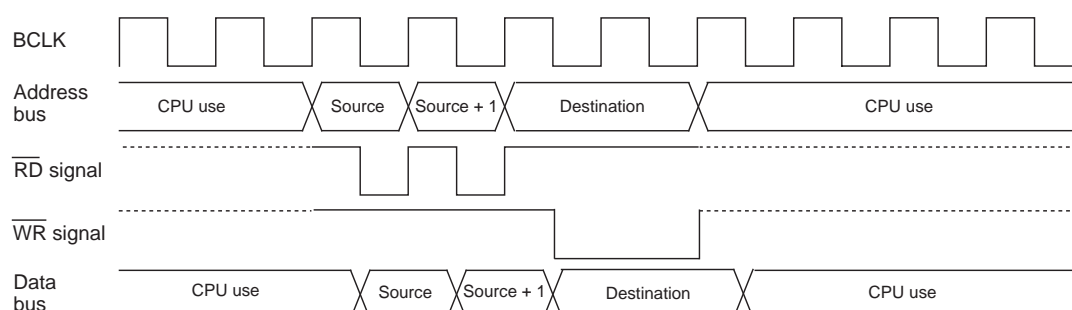 BCLK
Address
bus
CPU use
Source
Source + 1
Destination
CPU use
RD signal
WR signal
Data
bus
CPU use
Source
Source + 1
Destination
CPU use